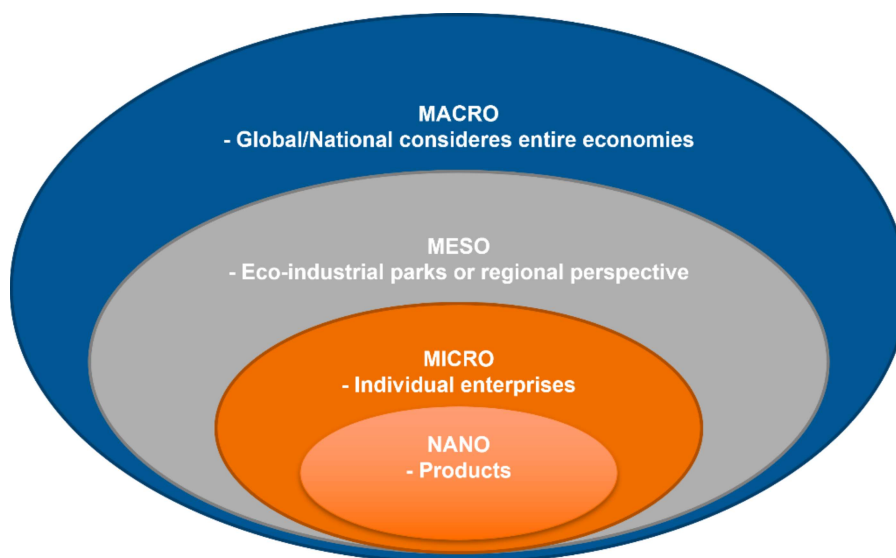 MACRO
- Global/National consideres entire economies
MESO
- Eco-industrial parks or regional perspective
MICRO
- Individual enterprises
NANO
- Products